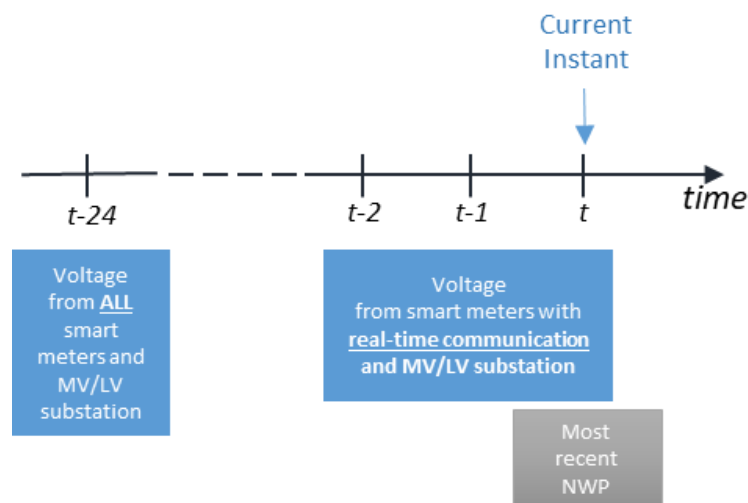 Current
Instant
time
t-24
t-2
t-1
t
Voltage
from ALL
smart
meters and
MV/LV
substation
Voltage
from smart meters with
real-time communication
and MV/LV substation
Most
recent
NWP